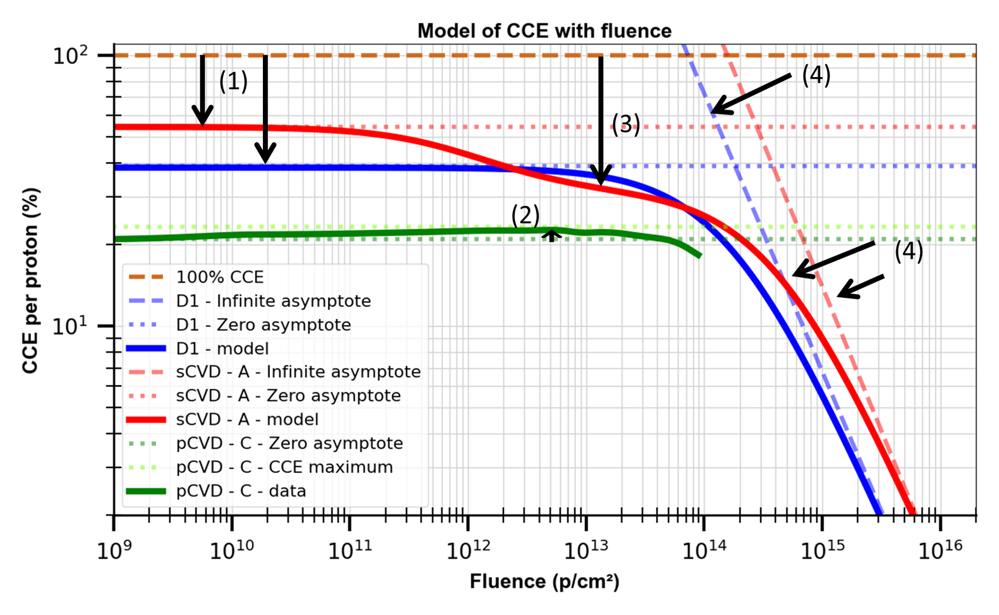 Model of CCE with fluence
10²
(1)
(4)
(3)
(2)
(4)
10¹
CCE per proton (%)
100% CCE
D1 - Infinite asymptote
D1 - Zero asymptote
D1 - model
sCVD - A - Infinite asymptote
sCVD - A - Zero asymptote
sCVD - A - model
pCVD - C - Zero asymptote
pCVD - C - CCE maximum
pCVD - C - data
10⁹ 10¹⁰ 10¹¹ 10¹² 10¹³ 10¹⁴ 10¹⁵ 10¹⁶
Fluence (p/cm²)